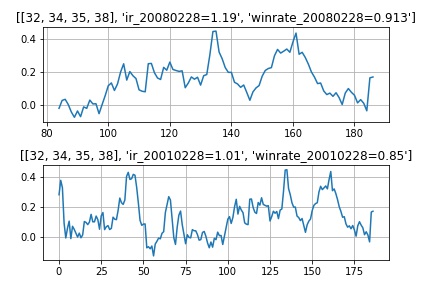 [[32, 34, 35, 38], 'ir_20080228=1.19', 'winrate_20080228=0.913']
0.4
0.2
0.0
80 100 120 140 160 180
[[32, 34, 35, 38], 'ir_20010228=1.01', 'winrate_20010228=0.85']
0.4
0.2
0.0
0 25 50 75 100 125 150 175